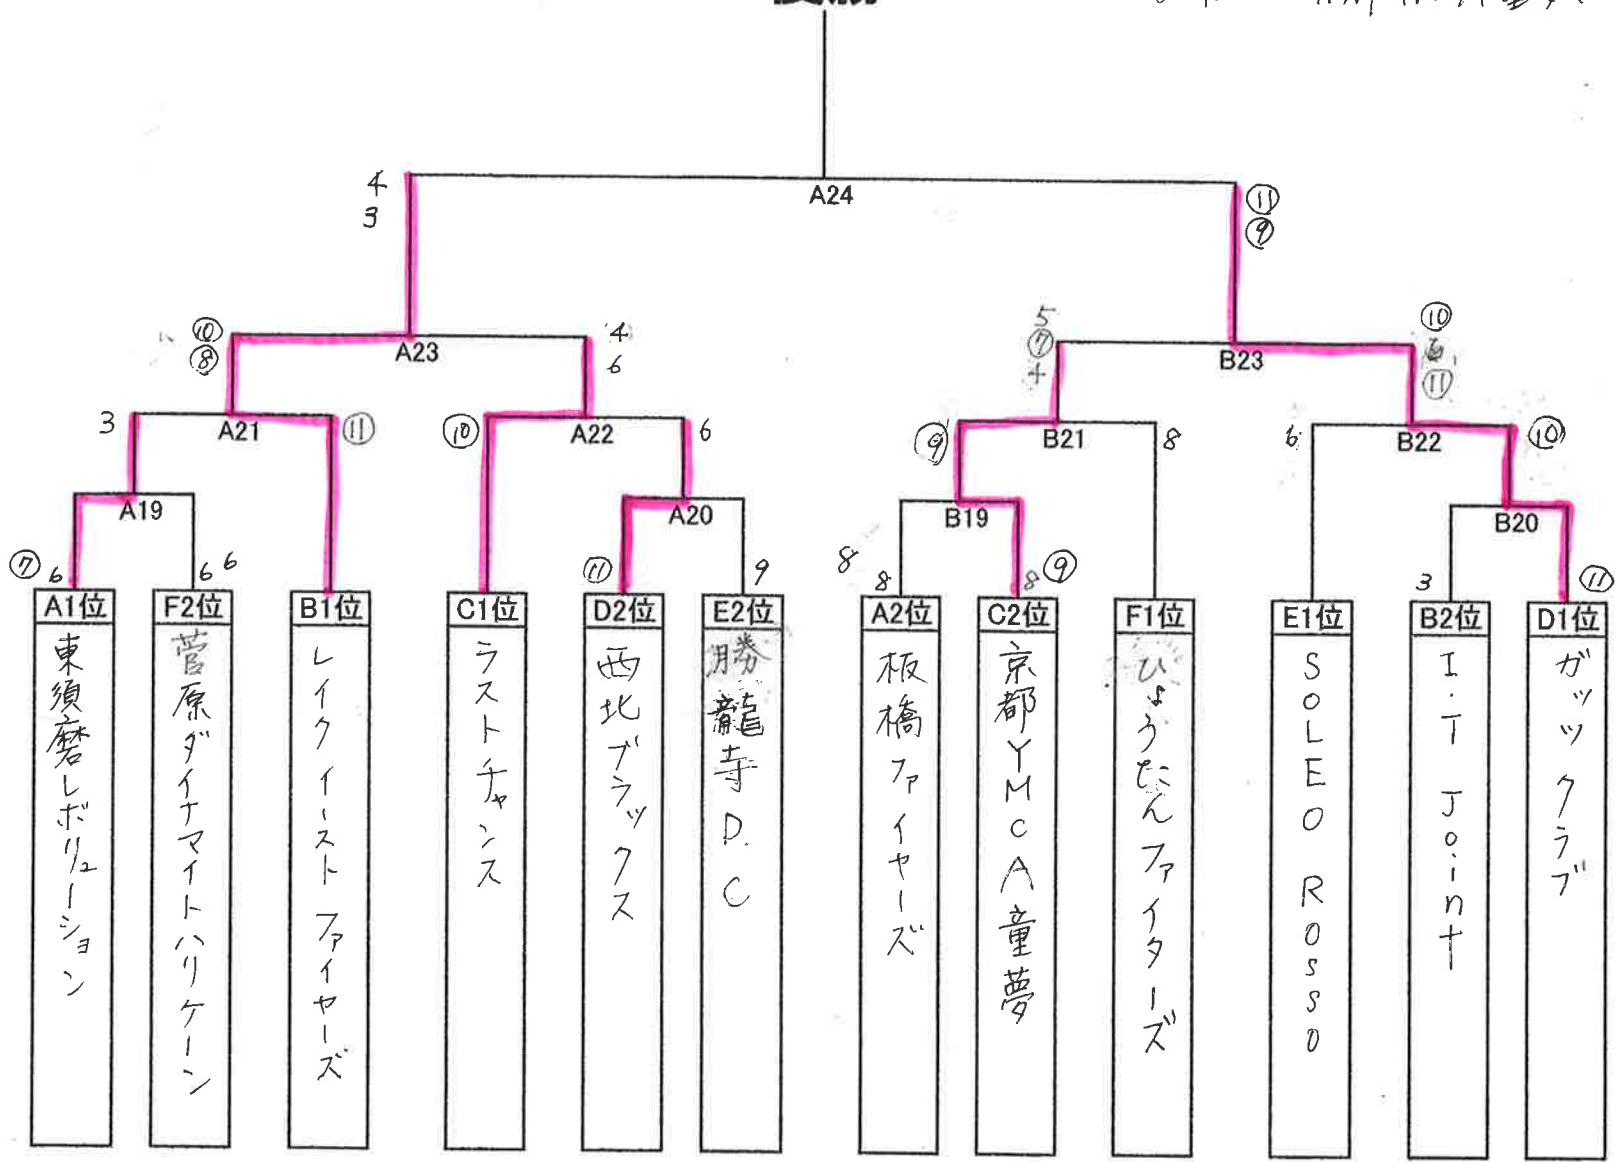 A24
4
3
⑪
⑨
A23
⑩
⑧
4
6
B23
5
⑦
4
⑩
⑪
A21
3
⑪
A22
⑩
6
B21
⑨
8
B22
6
⑩
A19
⑦ 6
6 6
A20
⑪
9
B19
8 8
8 ⑨
B20
3
⑪
A1位
東須磨レボリューション
F2位
菅原ダイナマイトハリケーン
B1位
レイクイーストファイヤーズ
C1位
ラストチャンス
D2位
西北ブラックス
E2位
勝龍寺D.C
A2位
板橋ファイヤーズ
C2位
京都YMCA童夢
F1位
ひょうたんファイターズ
E1位
SOLEO ROSSO
B2位
I.T Joint
D1位
ガッツクラブ